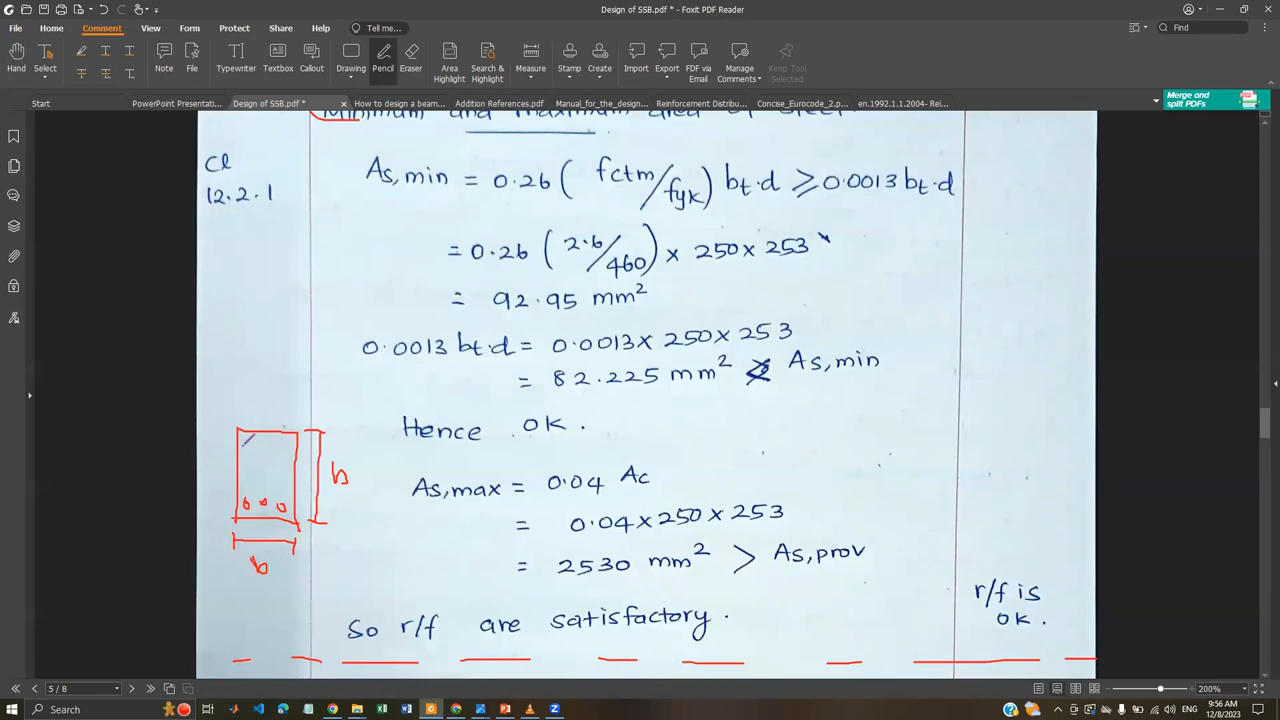 Design of SSB.pdf * - Foxit PDF Reader
File Home Comment View Form Protect Share Help Tell me... Find
Hand Select Note File Typewriter Textbox Callout Drawing Pencil Eraser Area Highlight Search & Highlight Measure Stamp Create Import Export FDF via Email Manage Comments Keep Tool Selected
Start PowerPoint Presentati... Design of SSB.pdf * How to design a beam... Addition References.pdf Manual_for_the_design... Reinforcement Distribu... Concise_Eurocode_2.p... en.1992.1.1.2004- Rei... Merge and split PDFs
Minimum and maximum area of steel
Cl
12.2.1
As,min = 0.26 ( fctm/fyk) bt.d ≥ 0.0013 bt.d
= 0.26 (2.6/460) × 250 × 253
= 92.95 mm²
0.0013 bt.d = 0.0013 × 250 × 253
= 82.225 mm² < As,min
Hence ok.
As,max = 0.04 Ac
= 0.04 × 250 × 253
= 2530 mm² > As,prov
h
b
r/f is
ok.
So r/f are satisfactory.
5 / 8
200%
Search
9:56 AM
12/8/2023